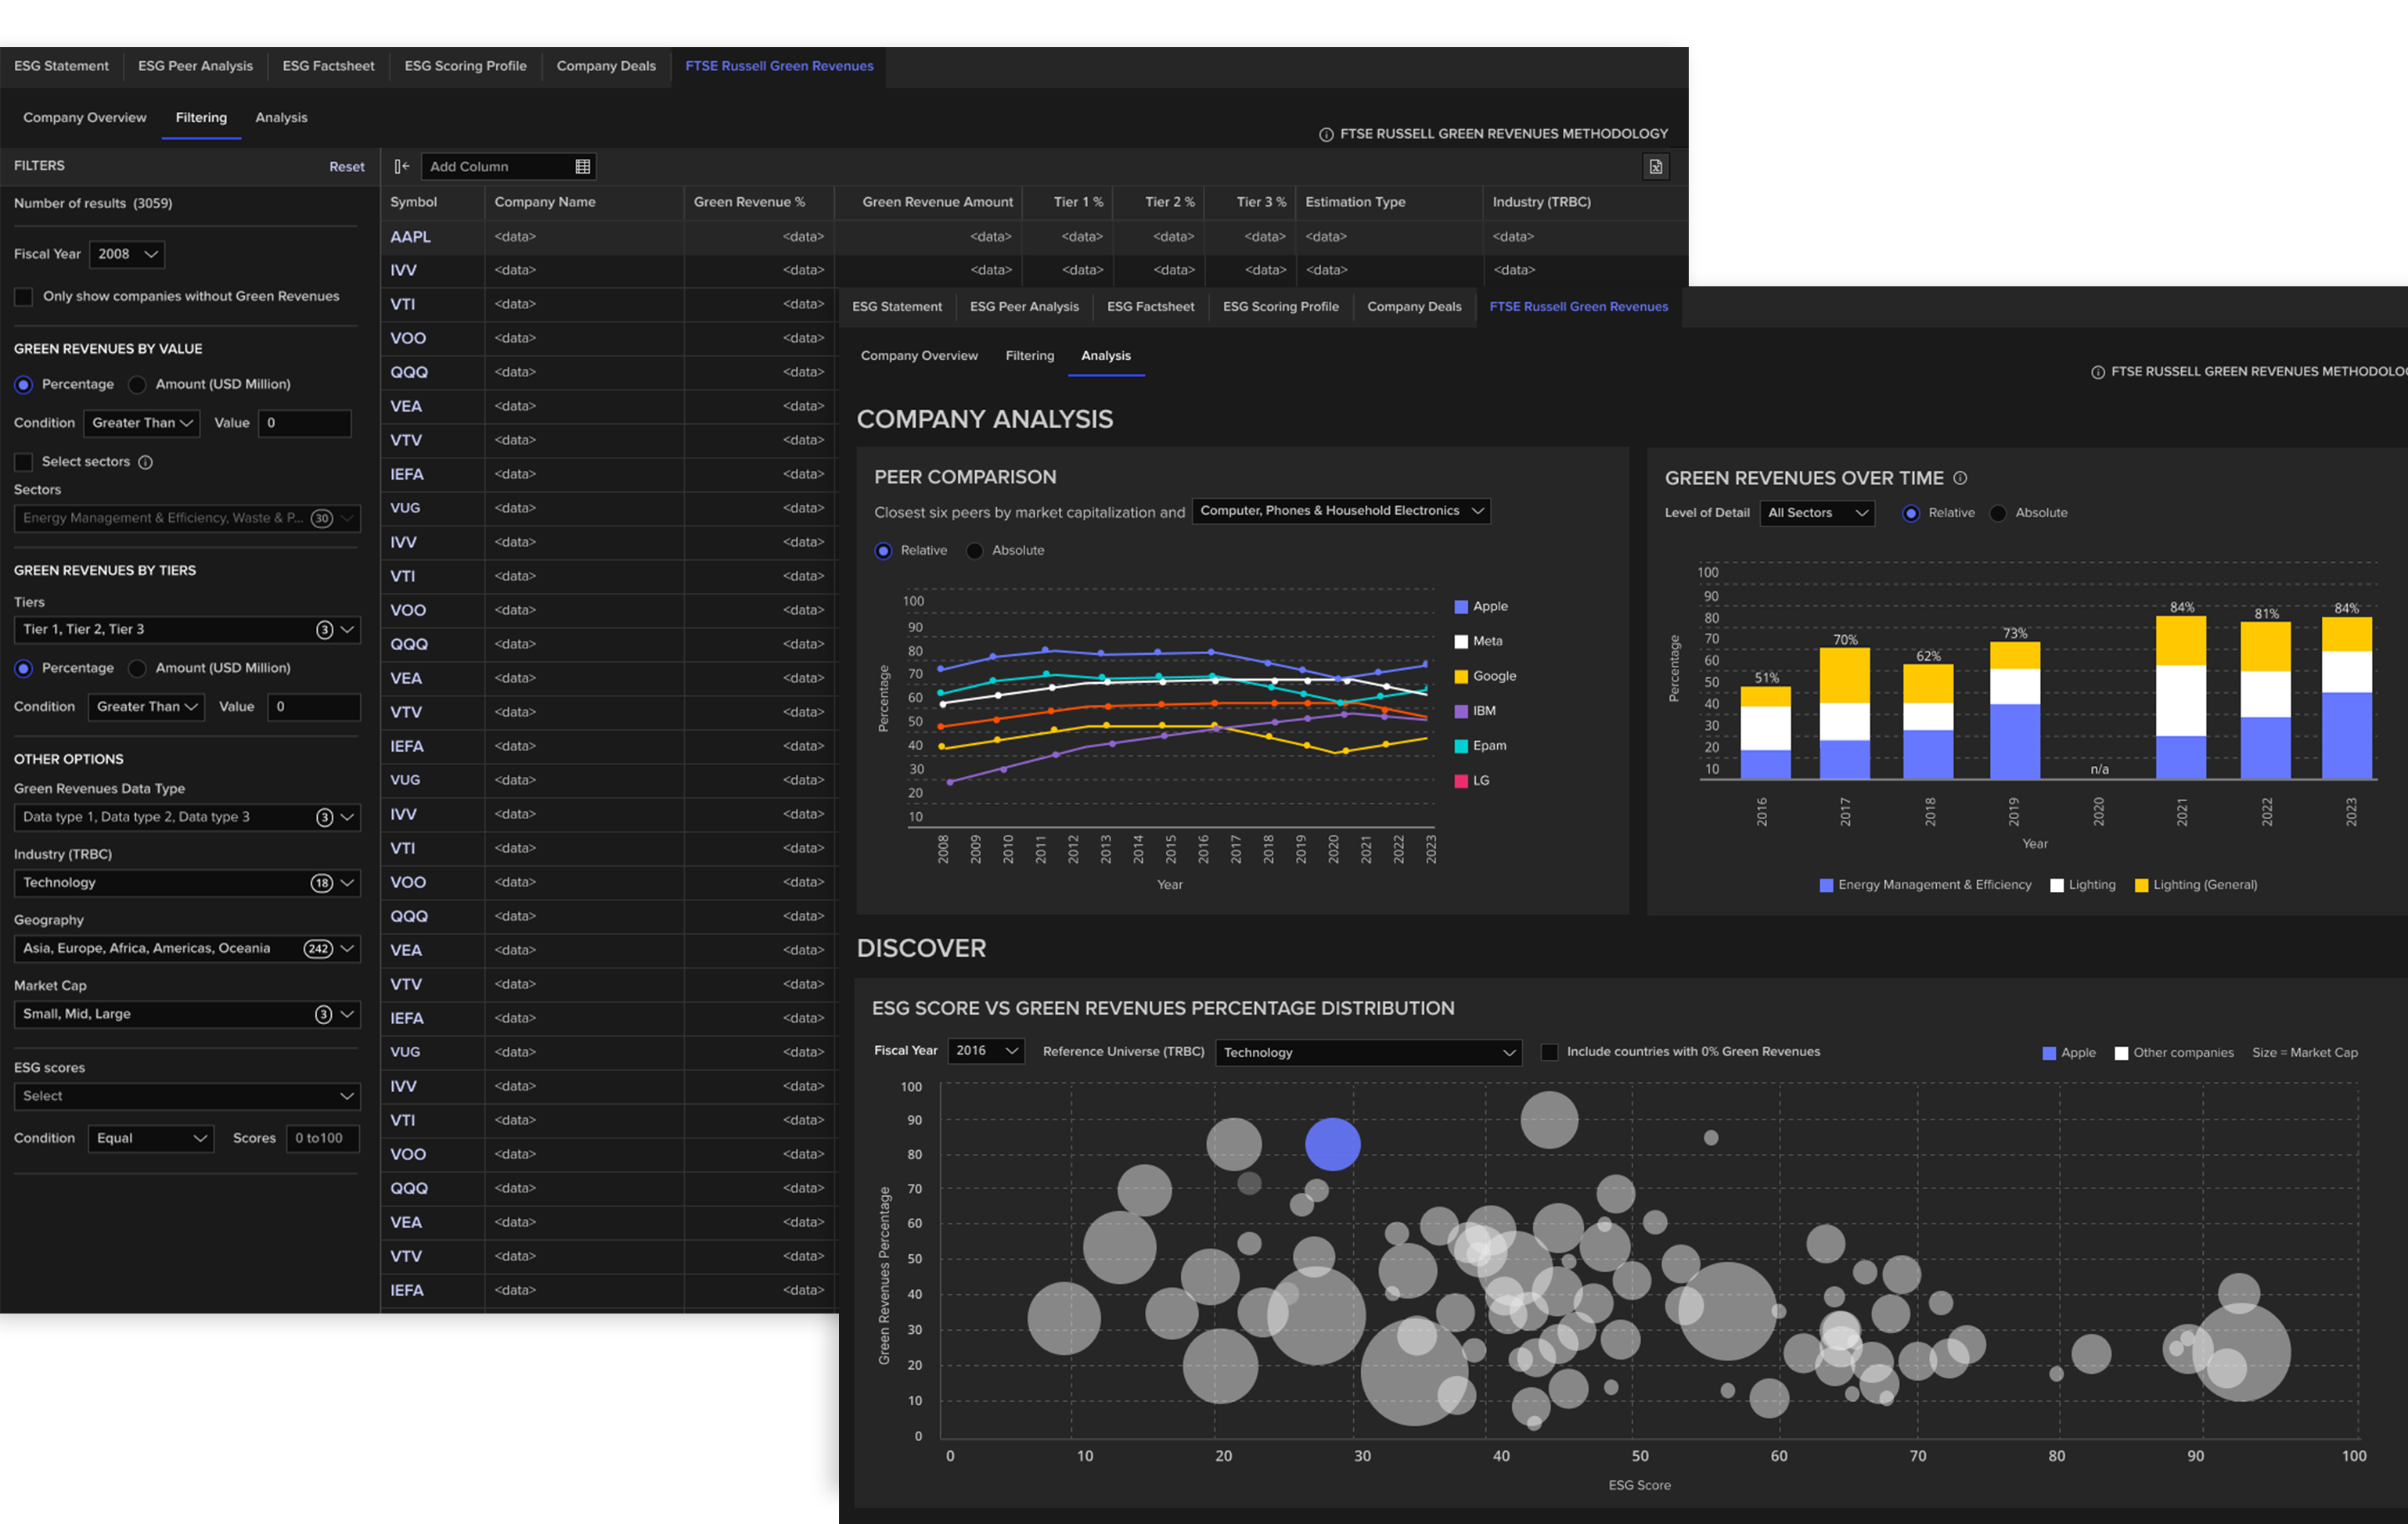 ESG Statement ESG Peer Analysis ESG Factsheet ESG Scoring Profile Company Deals FTSE Russell Green Revenues
Company Overview Filtering Analysis
FTSE RUSSELL GREEN REVENUES METHODOLOGY
FILTERS Reset
Number of results (3059)
Fiscal Year 2008
Only show companies without Green Revenues
GREEN REVENUES BY VALUE
Percentage Amount (USD Million)
Condition Greater Than Value 0
Select sectors
Sectors
Energy Management & Efficiency, Waste & P... 30
GREEN REVENUES BY TIERS
Tiers
Tier 1, Tier 2, Tier 3 3
Percentage Amount (USD Million)
Condition Greater Than Value 0
OTHER OPTIONS
Green Revenues Data Type
Data type 1, Data type 2, Data type 3 3
Industry (TRBC)
Technology 18
Geography
Asia, Europe, Africa, Americas, Oceania 242
Market Cap
Small, Mid, Large 3
ESG scores
Select
Condition Equal Scores 0 to100
Add Column
Symbol Company Name Green Revenue % Green Revenue Amount Tier 1 % Tier 2 % Tier 3 % Estimation Type Industry (TRBC)
AAPL <data> <data> <data> <data> <data> <data> <data> <data>
IVV <data> <data> <data> <data> <data> <data> <data> <data>
VTI <data> <data>
VOO <data> <data>
QQQ <data> <data>
VEA <data> <data>
VTV <data> <data>
IEFA <data> <data>
VUG <data> <data>
IVV <data> <data>
VTI <data> <data>
VOO <data> <data>
QQQ <data> <data>
VEA <data> <data>
VTV <data> <data>
IEFA <data> <data>
VUG <data> <data>
IVV <data> <data>
VTI <data> <data>
VOO <data> <data>
QQQ <data> <data>
VEA <data> <data>
VTV <data> <data>
IEFA <data> <data>
VUG <data> <data>
IVV <data> <data>
VTI <data> <data>
VOO <data> <data>
QQQ <data> <data>
VEA <data> <data>
VTV <data> <data>
IEFA <data> <data>
ESG Statement ESG Peer Analysis ESG Factsheet ESG Scoring Profile Company Deals FTSE Russell Green Revenues
Company Overview Filtering Analysis
FTSE RUSSELL GREEN REVENUES METHODOLO
COMPANY ANALYSIS
PEER COMPARISON
Closest six peers by market capitalization and Computer, Phones & Household Electronics
Relative Absolute
Percentage
100
90
80
70
60
50
40
30
20
10
2008 2009 2010 2011 2012 2013 2014 2015 2016 2017 2018 2019 2020 2021 2022 2023
Year
Apple
Meta
Google
IBM
Epam
LG
GREEN REVENUES OVER TIME
Level of Detail All Sectors Relative Absolute
Percentage
100
90
80
70
60
50
40
30
20
10
51% 70% 62% 73% n/a 84% 81% 84%
2016 2017 2018 2019 2020 2021 2022 2023
Year
Energy Management & Efficiency Lighting Lighting (General)
DISCOVER
ESG SCORE VS GREEN REVENUES PERCENTAGE DISTRIBUTION
Fiscal Year 2016 Reference Universe (TRBC) Technology Include countries with 0% Green Revenues Apple Other companies Size = Market Cap
Green Revenues Percentage
100
90
80
70
60
50
40
30
20
10
0
0 10 20 30 40 50 60 70 80 90 100
ESG Score